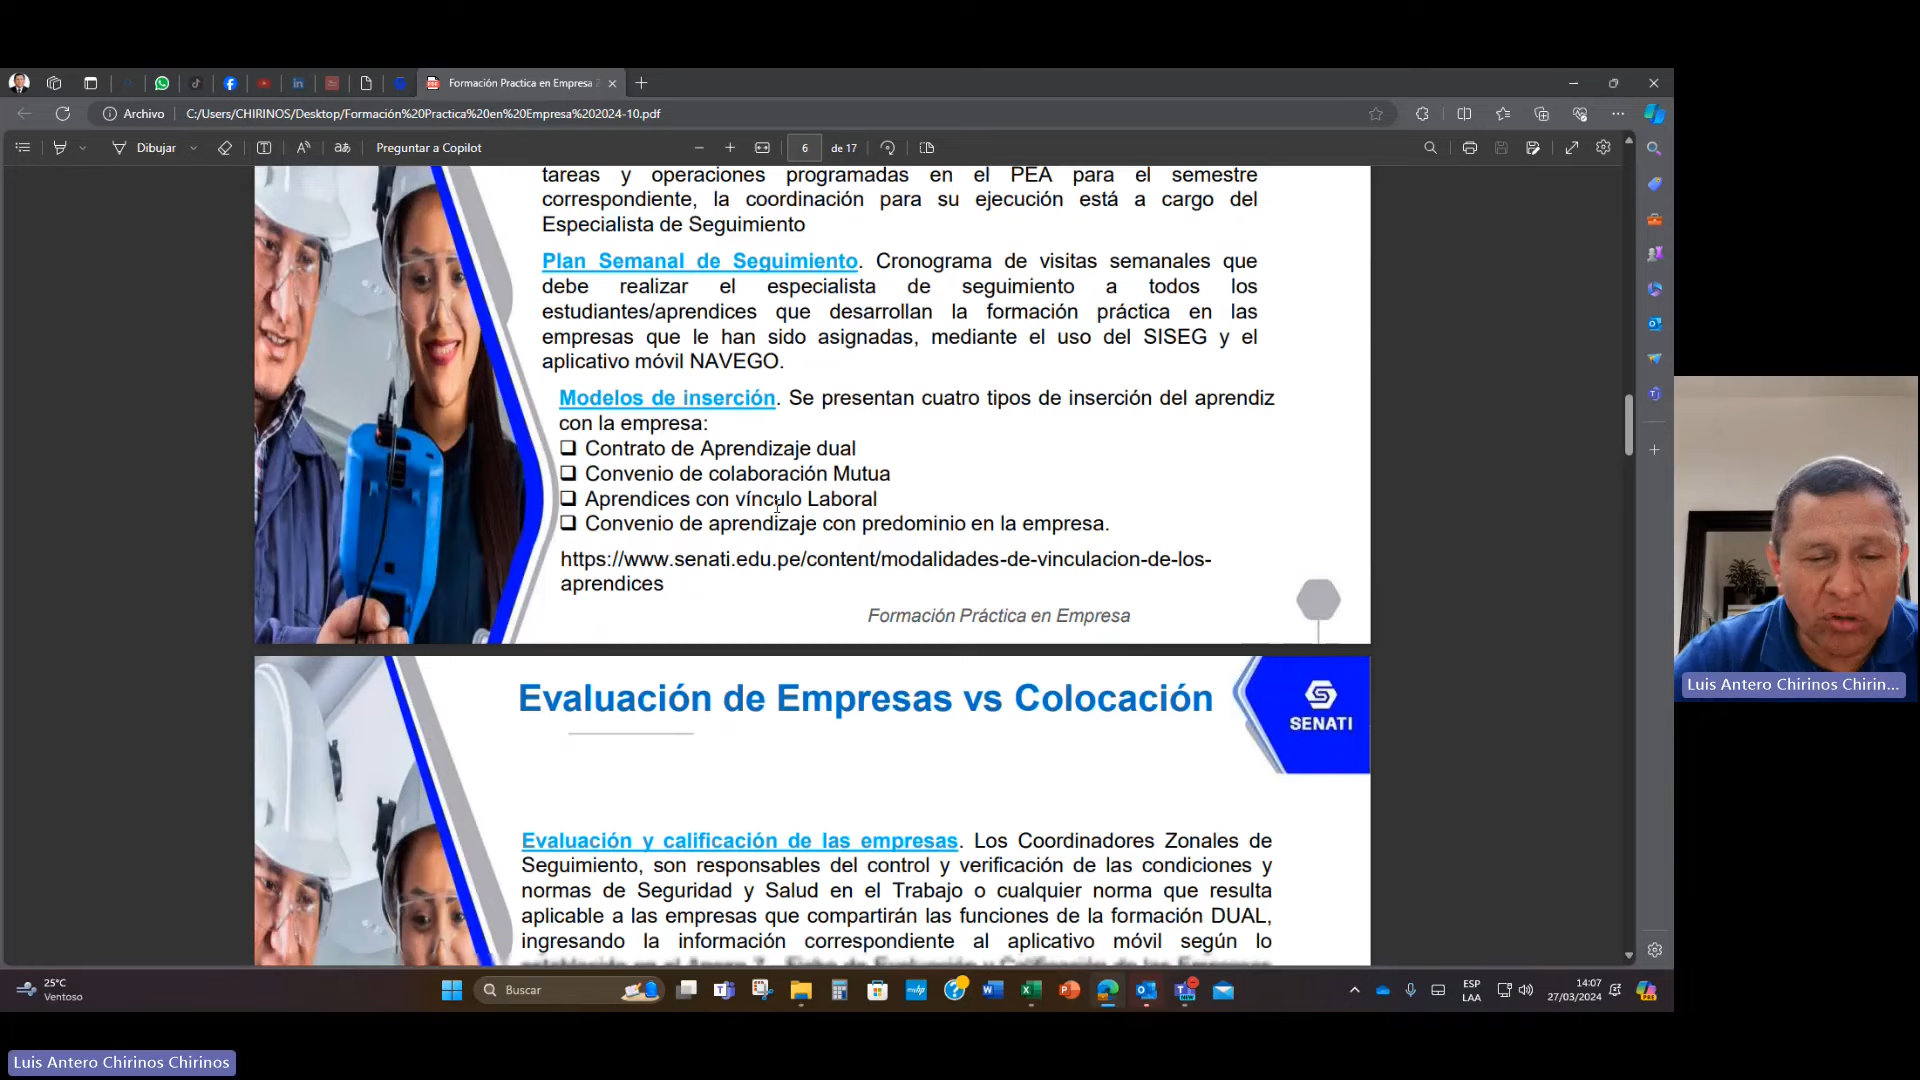 Formación Practica en Empresa 2
Archivo
C:/Users/CHIRINOS/Desktop/Formación%20Practica%20en%20Empresa%202024-10.pdf
Dibujar
Preguntar a Copilot
6
de 17
tareas y operaciones programadas en el PEA para el semestre
correspondiente, la coordinación para su ejecución está a cargo del
Especialista de Seguimiento
Plan Semanal de Seguimiento. Cronograma de visitas semanales que
debe realizar el especialista de seguimiento a todos los
estudiantes/aprendices que desarrollan la formación práctica en las
empresas que le han sido asignadas, mediante el uso del SISEG y el
aplicativo móvil NAVEGO.
Modelos de inserción. Se presentan cuatro tipos de inserción del aprendiz
con la empresa:
❑ Contrato de Aprendizaje dual
❑ Convenio de colaboración Mutua
❑ Aprendices con vínculo Laboral
❑ Convenio de aprendizaje con predominio en la empresa.
https://www.senati.edu.pe/content/modalidades-de-vinculacion-de-los-
aprendices
Formación Práctica en Empresa
Evaluación de Empresas vs Colocación
SENATI
Evaluación y calificación de las empresas. Los Coordinadores Zonales de
Seguimiento, son responsables del control y verificación de las condiciones y
normas de Seguridad y Salud en el Trabajo o cualquier norma que resulta
aplicable a las empresas que compartirán las funciones de la formación DUAL,
ingresando la información correspondiente al aplicativo móvil según lo
Luis Antero Chirinos Chirin...
25°C
Ventoso
Buscar
ESP
LAA
14:07
27/03/2024
Luis Antero Chirinos Chirinos